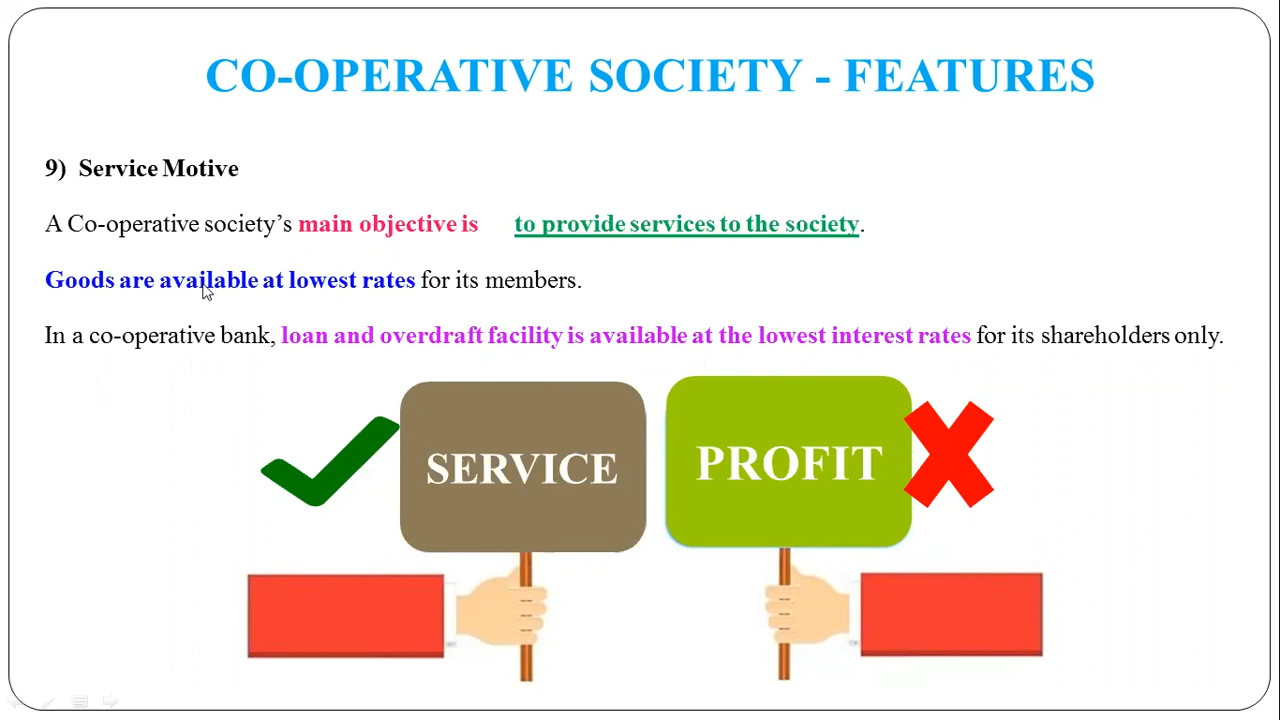 CO-OPERATIVE SOCIETY - FEATURES
9) Service Motive
A Co-operative society’s main objective is to provide services to the society.
Goods are available at lowest rates for its members.
In a co-operative bank, loan and overdraft facility is available at the lowest interest rates for its shareholders only.
SERVICE
PROFIT